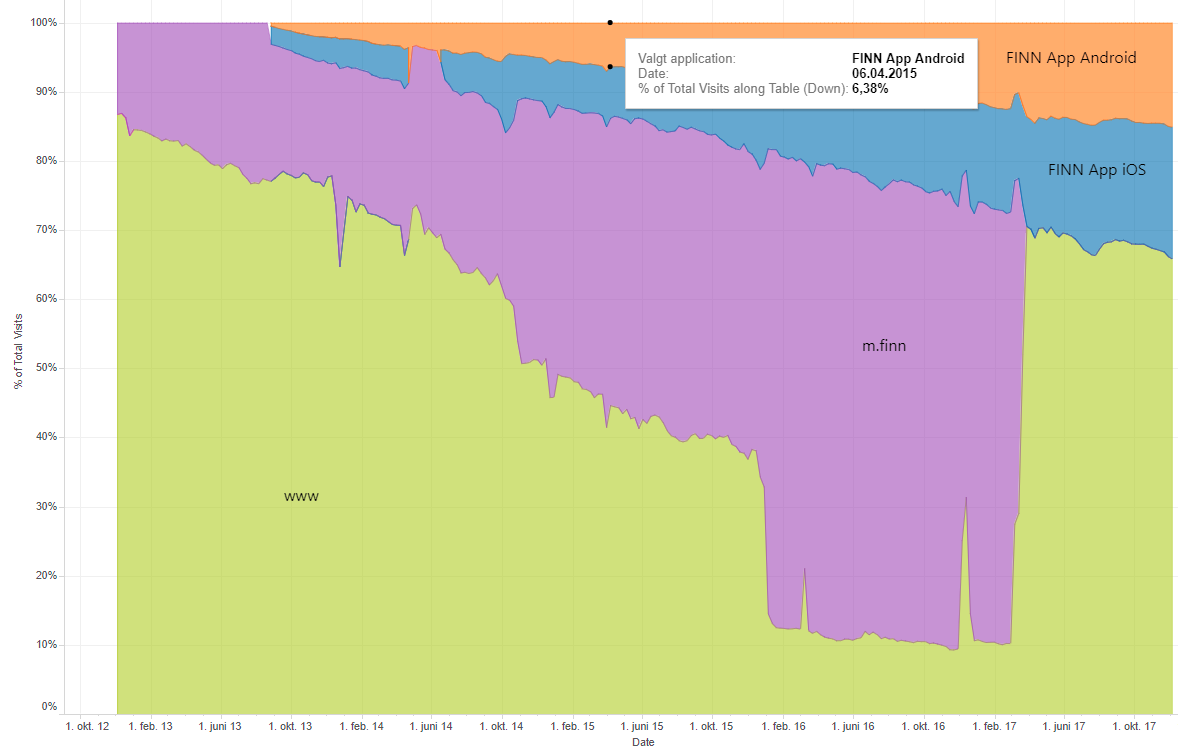 100%
90%
80%
70%
60%
50%
40%
30%
20%
10%
0%
% of Total Visits
Valgt application: FINN App Android
Date: 06.04.2015
% of Total Visits along Table (Down): 6,38%
FINN App Android
FINN App iOS
m.finn
www
1. okt. 12 1. feb. 13 1. juni 13 1. okt. 13 1. feb. 14 1. juni 14 1. okt. 14 1. feb. 15 1. juni 15 1. okt. 15 1. feb. 16 1. juni 16 1. okt. 16 1. feb. 17 1. juni 17 1. okt. 17
Date